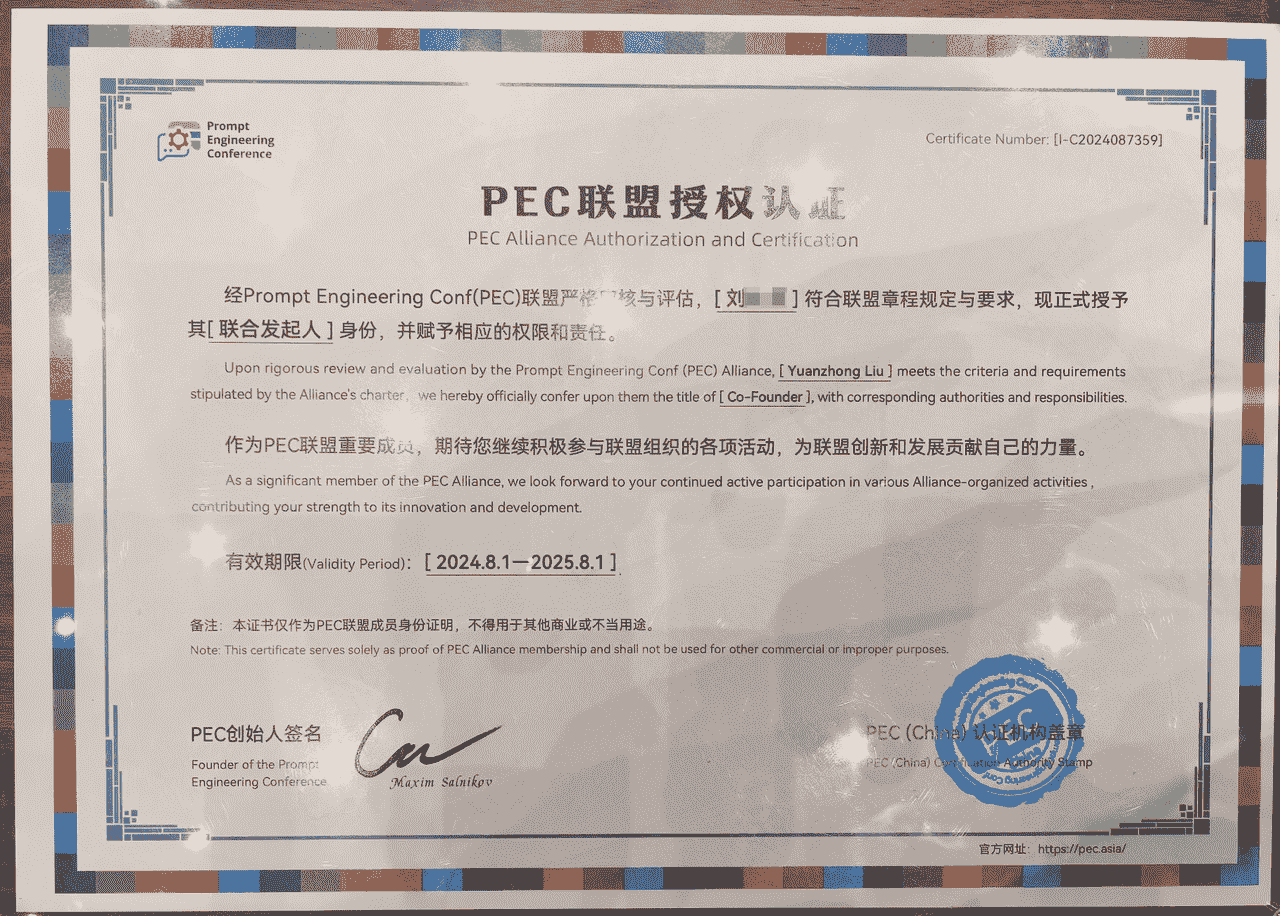 Prompt
Engineering
Conference
Certificate Number: [I-C2024087359]
PEC联盟授权认证
PEC Alliance Authorization and Certification
经Prompt Engineering Conf(PEC)联盟严格审核与评估，[ 刘 ] 符合联盟章程规定与要求，现正式授予
其[ 联合发起人 ] 身份，并赋予相应的权限和责任。
Upon rigorous review and evaluation by the Prompt Engineering Conf (PEC) Alliance, [ Yuanzhong Liu ] meets the criteria and requirements
stipulated by the Alliance's charter, we hereby officially confer upon them the title of [ Co-Founder ], with corresponding authorities and responsibilities.
作为PEC联盟重要成员，期待您继续积极参与联盟组织的各项活动，为联盟创新和发展贡献自己的力量。
As a significant member of the PEC Alliance, we look forward to your continued active participation in various Alliance-organized activities ,
contributing your strength to its innovation and development.
有效期限(Validity Period)： [ 2024.8.1—2025.8.1 ]
备注：本证书仅作为PEC联盟成员身份证明，不得用于其他商业或不当用途。
Note: This certificate serves solely as proof of PEC Alliance membership and shall not be used for other commercial or improper purposes.
PEC创始人签名
Founder of the Prompt
Engineering Conference
Maxim Salnikov
PEC (China) 认证机构盖章
PEC (China) Certification Authority Stamp
PEC
官方网址：https://pec.asia/